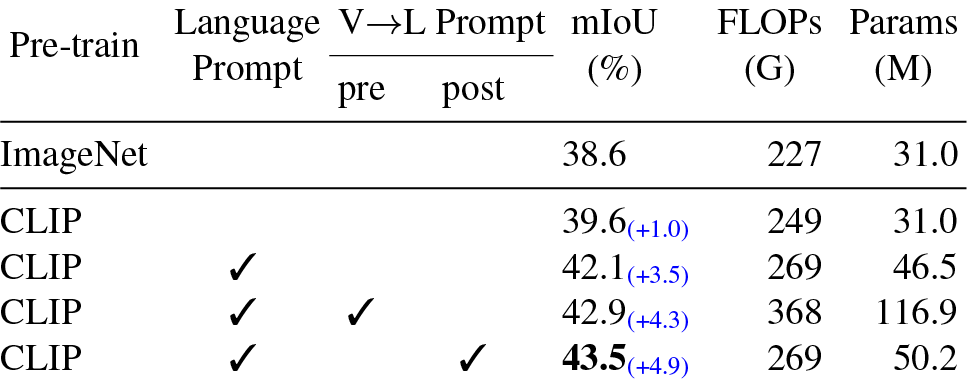 Pre-train Language Prompt V→L Prompt mIoU (%) FLOPs (G) Params (M)
pre post
ImageNet 38.6 227 31.0
CLIP 39.6(+1.0) 249 31.0
CLIP ✓ 42.1(+3.5) 269 46.5
CLIP ✓ ✓ 42.9(+4.3) 368 116.9
CLIP ✓ ✓ 43.5(+4.9) 269 50.2